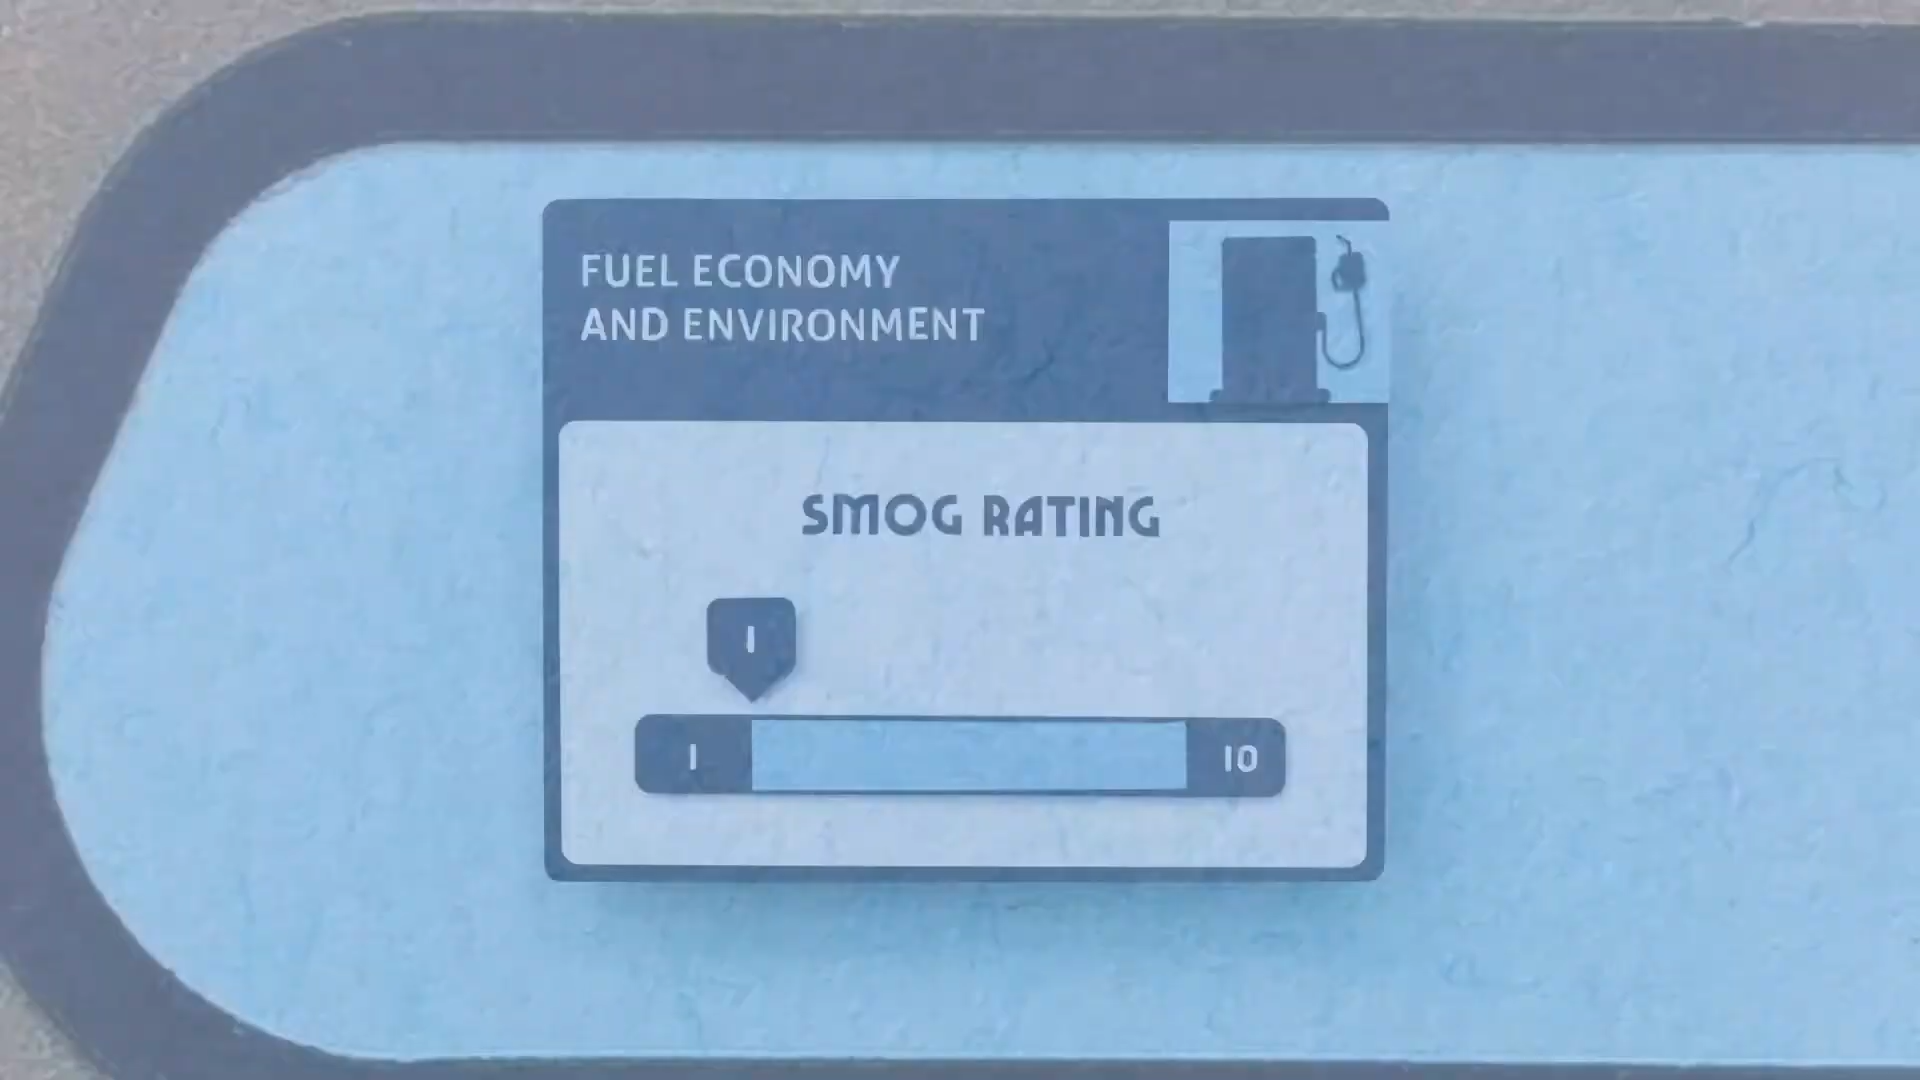 FUEL ECONOMY
AND ENVIRONMENT
SMOG RATING
1
1 10